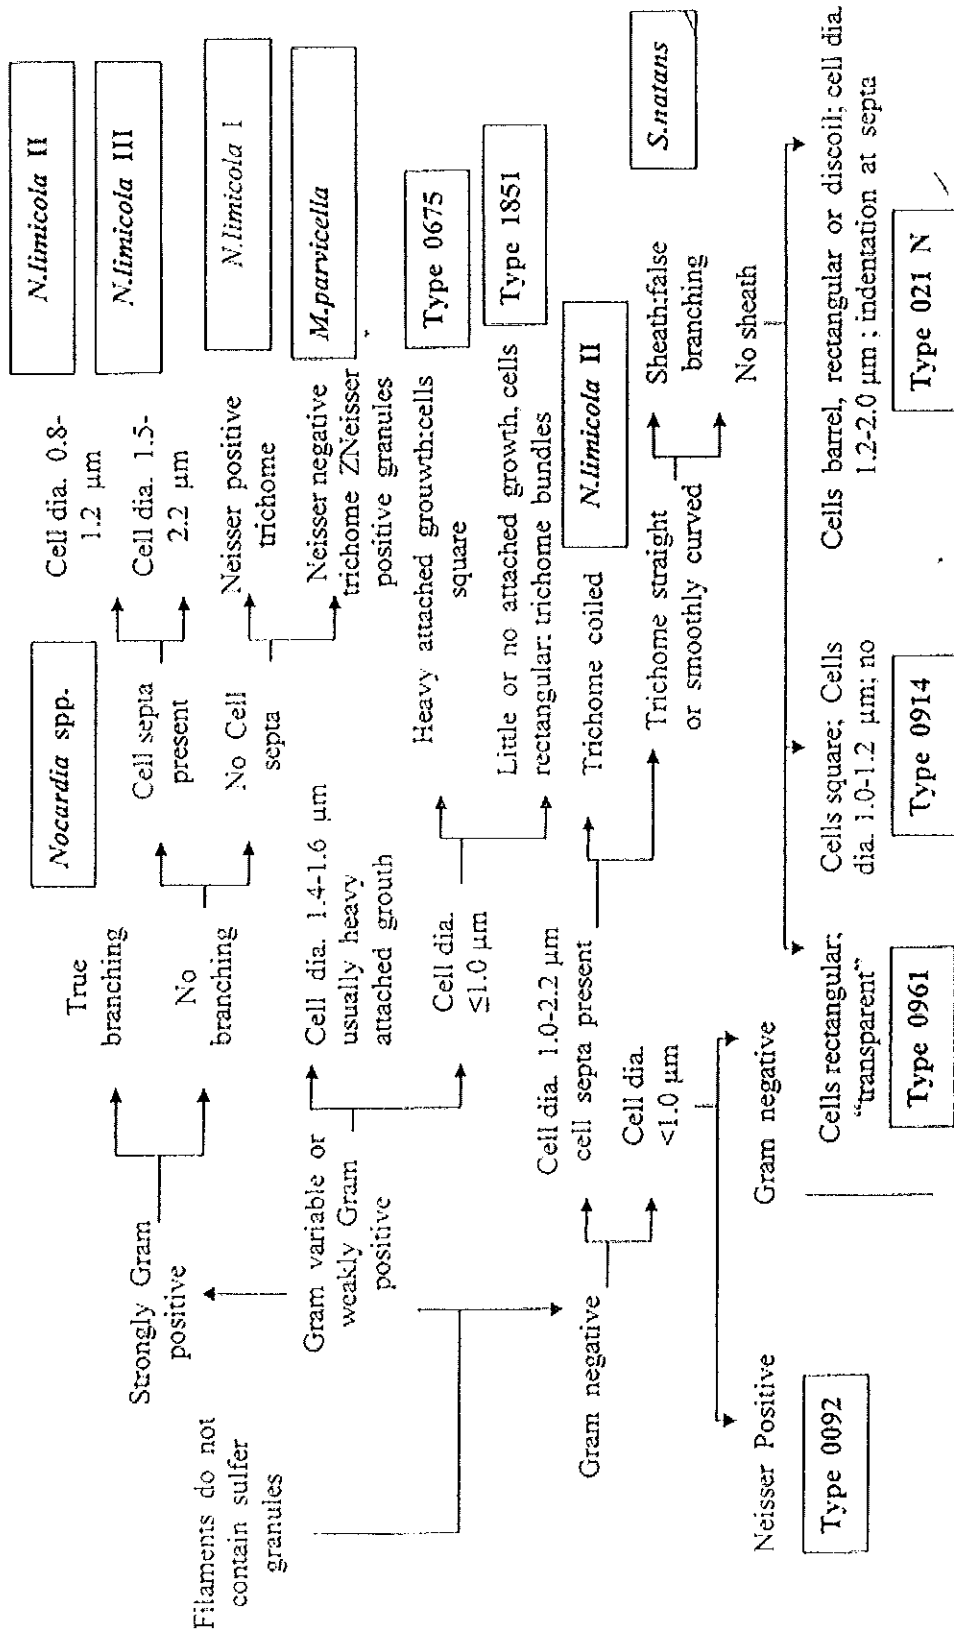 Filaments do not
contain sulfer
granules
Strongly Gram
positive
True
branching
Nocardia spp.
No
branching
Cell septa
present
Cell dia. 0.8-
1.2 µm
N.limicola II
Cell dia. 1.5-
2.2 µm
N.limicola III
No Cell
septa
Neisser positive
trichome
N.limicola I
Neisser negative
trichome ZNeisser
positive granules
M.parvicella
Gram variable or
weakly Gram
positive
Cell dia. 1.4-1.6 µm
usually heavy
attached grouth
Cell dia.
≤1.0 µm
Heavy attached grouwth:cells
square
Type 0675
Little or no attached growth, cells
rectangular: trichome bundles
Type 1851
Gram negative
Cell dia. 1.0-2.2 µm
cell septa present
Trichome coiled
N.limicola II
Trichome straight
or smoothly curved
Sheath:false
branching
S.natans
No sheath
Cell dia.
<1.0 µm
Neisser Positive
Type 0092
Gram negative
Cells rectangular;
“transparent”
Type 0961
Cells square; Cells
dia. 1.0-1.2 µm; no
Type 0914
Cells barrel, rectangular or discoil; cell dia.
1.2-2.0 µm ; indentation at septa
Type 021 N